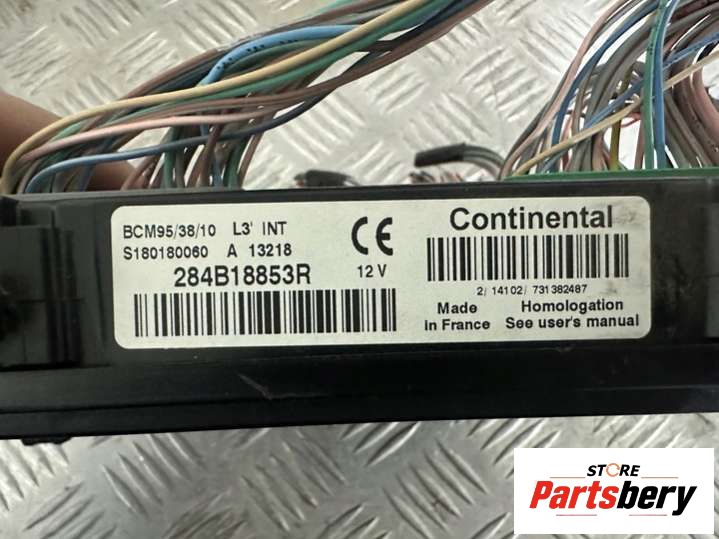 BCM95/38/10 L3' INT
S180180060 A 13218
284B18853R
12 V
CE
Continental
2/ 14102/ 731382487
Made
in France
Homologation
See user's manual
STORE
Partsbery